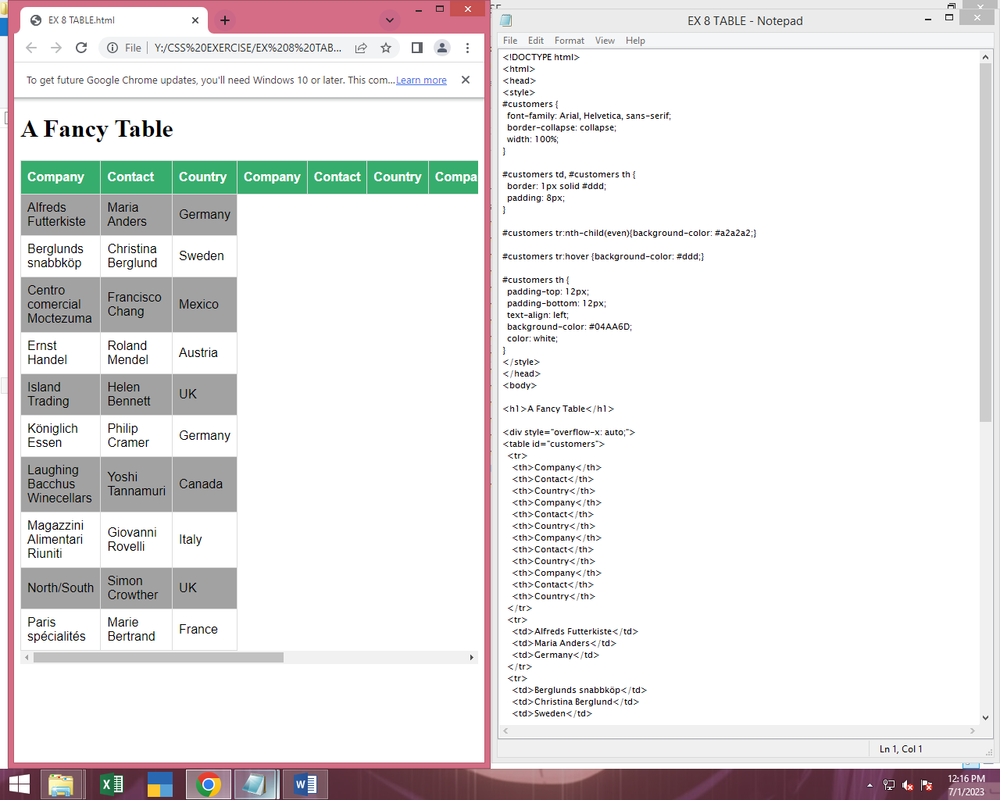 EX 8 TABLE.html
File
Y:/CSS%20EXERCISE/EX%208%20TAB...
To get future Google Chrome updates, you'll need Windows 10 or later. This com... Learn more
A Fancy Table
Company Contact Country Company Contact Country Compa
Alfreds Futterkiste Maria Anders Germany
Berglunds snabbköp Christina Berglund Sweden
Centro comercial Moctezuma Francisco Chang Mexico
Ernst Handel Roland Mendel Austria
Island Trading Helen Bennett UK
Königlich Essen Philip Cramer Germany
Laughing Bacchus Winecellars Yoshi Tannamuri Canada
Magazzini Alimentari Riuniti Giovanni Rovelli Italy
North/South Simon Crowther UK
Paris spécialités Marie Bertrand France
EX 8 TABLE - Notepad
File Edit Format View Help
<!DOCTYPE html>
<html>
<head>
<style>
#customers {
font-family: Arial, Helvetica, sans-serif;
border-collapse: collapse;
width: 100%;
}
#customers td, #customers th {
border: 1px solid #ddd;
padding: 8px;
}
#customers tr:nth-child(even){background-color: #a2a2a2;}
#customers tr:hover {background-color: #ddd;}
#customers th {
padding-top: 12px;
padding-bottom: 12px;
text-align: left;
background-color: #04AA6D;
color: white;
}
</style>
</head>
<body>
<h1>A Fancy Table</h1>
<div style="overflow-x: auto;">
<table id="customers">
<tr>
<th>Company</th>
<th>Contact</th>
<th>Country</th>
<th>Company</th>
<th>Contact</th>
<th>Country</th>
<th>Company</th>
<th>Contact</th>
<th>Country</th>
<th>Company</th>
<th>Contact</th>
<th>Country</th>
</tr>
<tr>
<td>Alfreds Futterkiste</td>
<td>Maria Anders</td>
<td>Germany</td>
</tr>
<tr>
<td>Berglunds snabbköp</td>
<td>Christina Berglund</td>
<td>Sweden</td>
Ln 1, Col 1
12:16 PM
7/1/2023